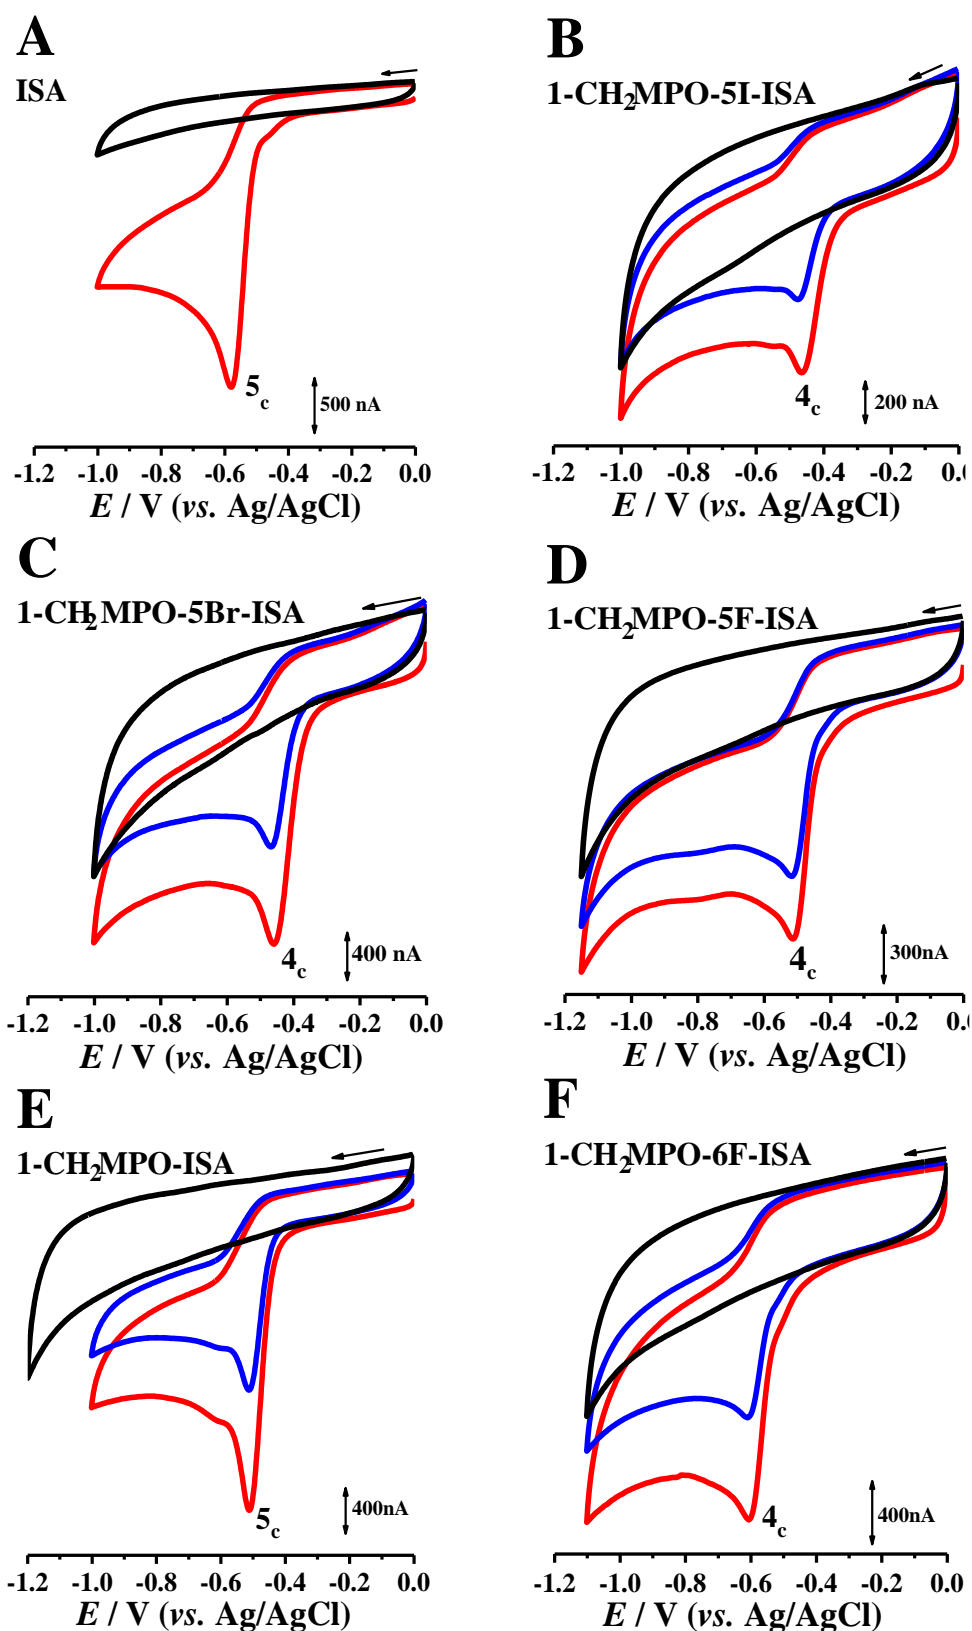 A
ISA
5c
500 nA
-1.2 -1.0 -0.8 -0.6 -0.4 -0.2 0.0
E / V (vs. Ag/AgCl)
B
1-CH2MPO-5I-ISA
4c
200 nA
-1.2 -1.0 -0.8 -0.6 -0.4 -0.2 0.0
E / V (vs. Ag/AgCl)
C
1-CH2MPO-5Br-ISA
4c
400 nA
-1.2 -1.0 -0.8 -0.6 -0.4 -0.2 0.0
E / V (vs. Ag/AgCl)
D
1-CH2MPO-5F-ISA
4c
300nA
-1.2 -1.0 -0.8 -0.6 -0.4 -0.2 0.0
E / V (vs. Ag/AgCl)
E
1-CH2MPO-ISA
5c
400nA
-1.2 -1.0 -0.8 -0.6 -0.4 -0.2 0.0
E / V (vs. Ag/AgCl)
F
1-CH2MPO-6F-ISA
4c
400nA
-1.2 -1.0 -0.8 -0.6 -0.4 -0.2 0.0
E / V (vs. Ag/AgCl)